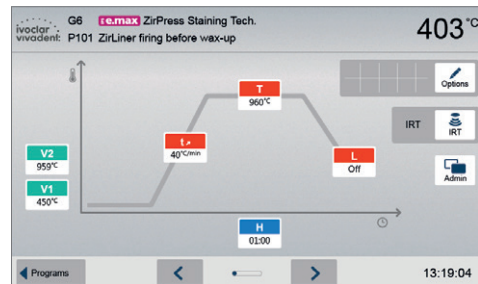 ivoclar
vivadent:
G6 e.max ZirPress Staining Tech.
P101 ZirLiner firing before wax-up
403°C
Options
IRT
IRT
Admin
T
960°C
t↗
40°C/min
L
Off
V2
959°C
V1
450°C
H
01:00
Programs
13:19:04